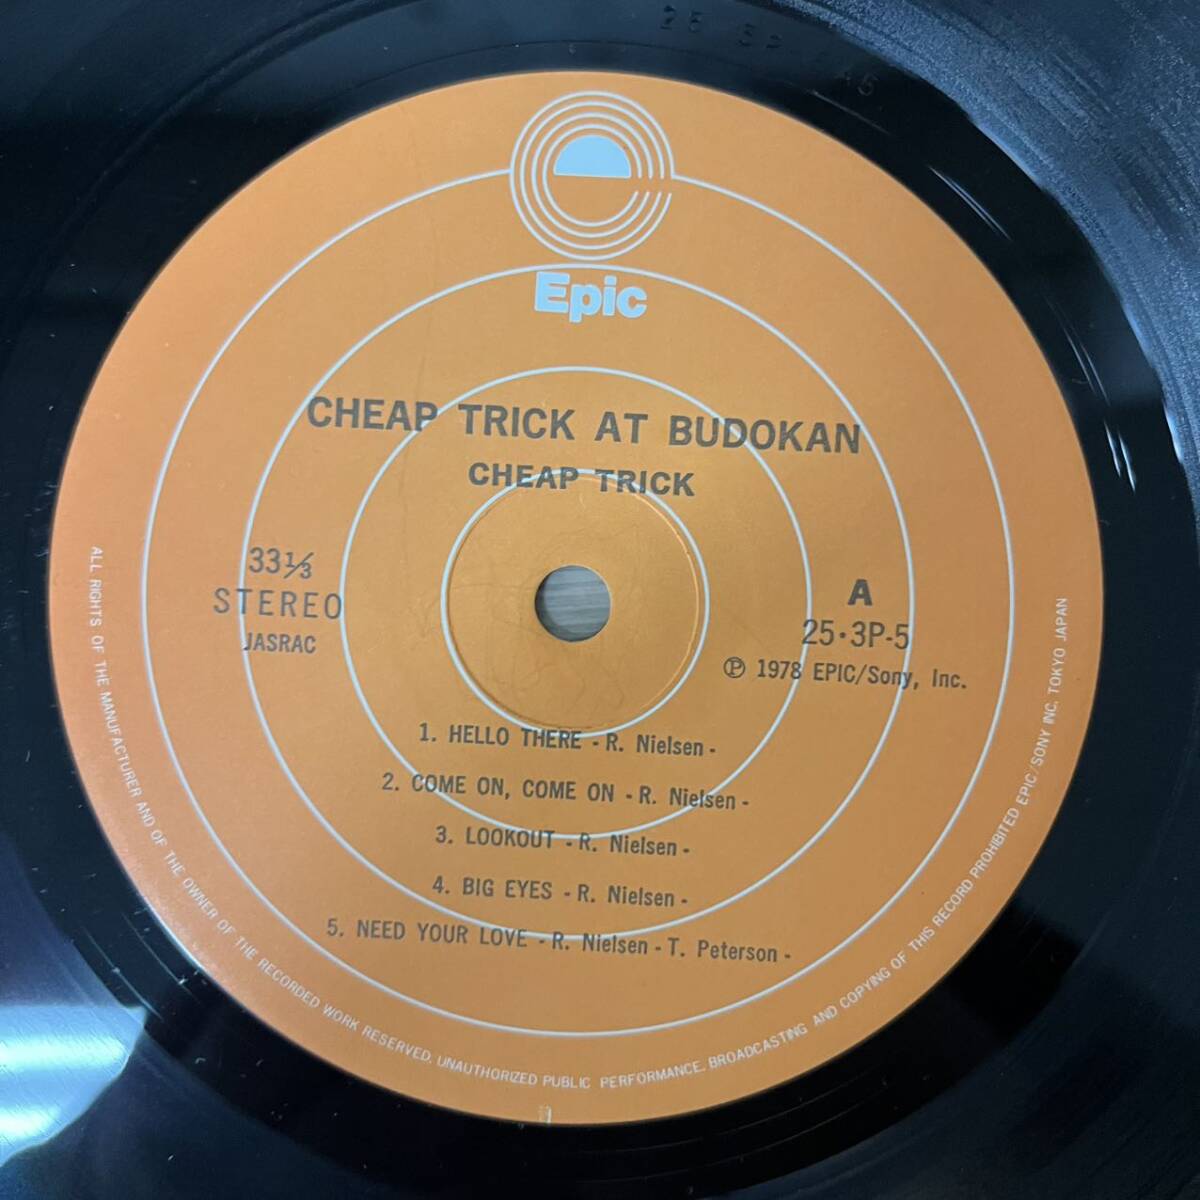 Epic
CHEAP TRICK AT BUDOKAN
CHEAP TRICK
33⅓
STEREO
JASRAC
A
25・3P-5
Ⓟ 1978 EPIC/Sony, Inc.
1. HELLO THERE - R. Nielsen -
2. COME ON, COME ON - R. Nielsen -
3. LOOKOUT - R. Nielsen -
4. BIG EYES - R. Nielsen -
5. NEED YOUR LOVE - R. Nielsen - T. Peterson -
ALL RIGHTS OF THE MANUFACTURER AND OF THE OWNER OF THE RECORDED WORK RESERVED. UNAUTHORIZED PUBLIC PERFORMANCE, BROADCASTING AND COPYING OF THIS RECORD PROHIBITED EPIC/SONY INC. TOKYO JAPAN